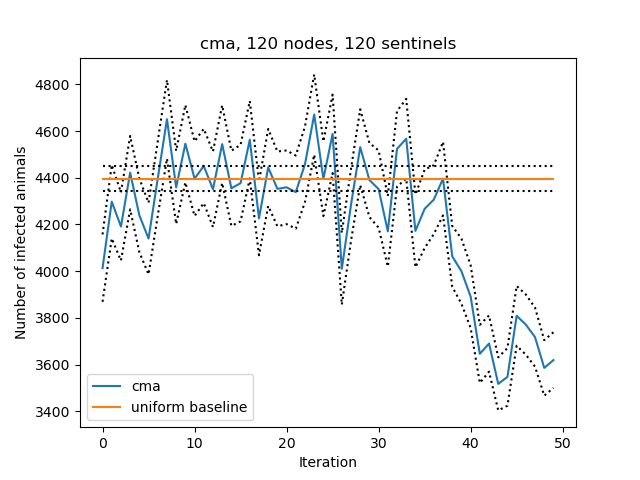 cma, 120 nodes, 120 sentinels
Number of infected animals
4800
4600
4400
4200
4000
3800
3600
3400
cma
uniform baseline
0 10 20 30 40 50
Iteration